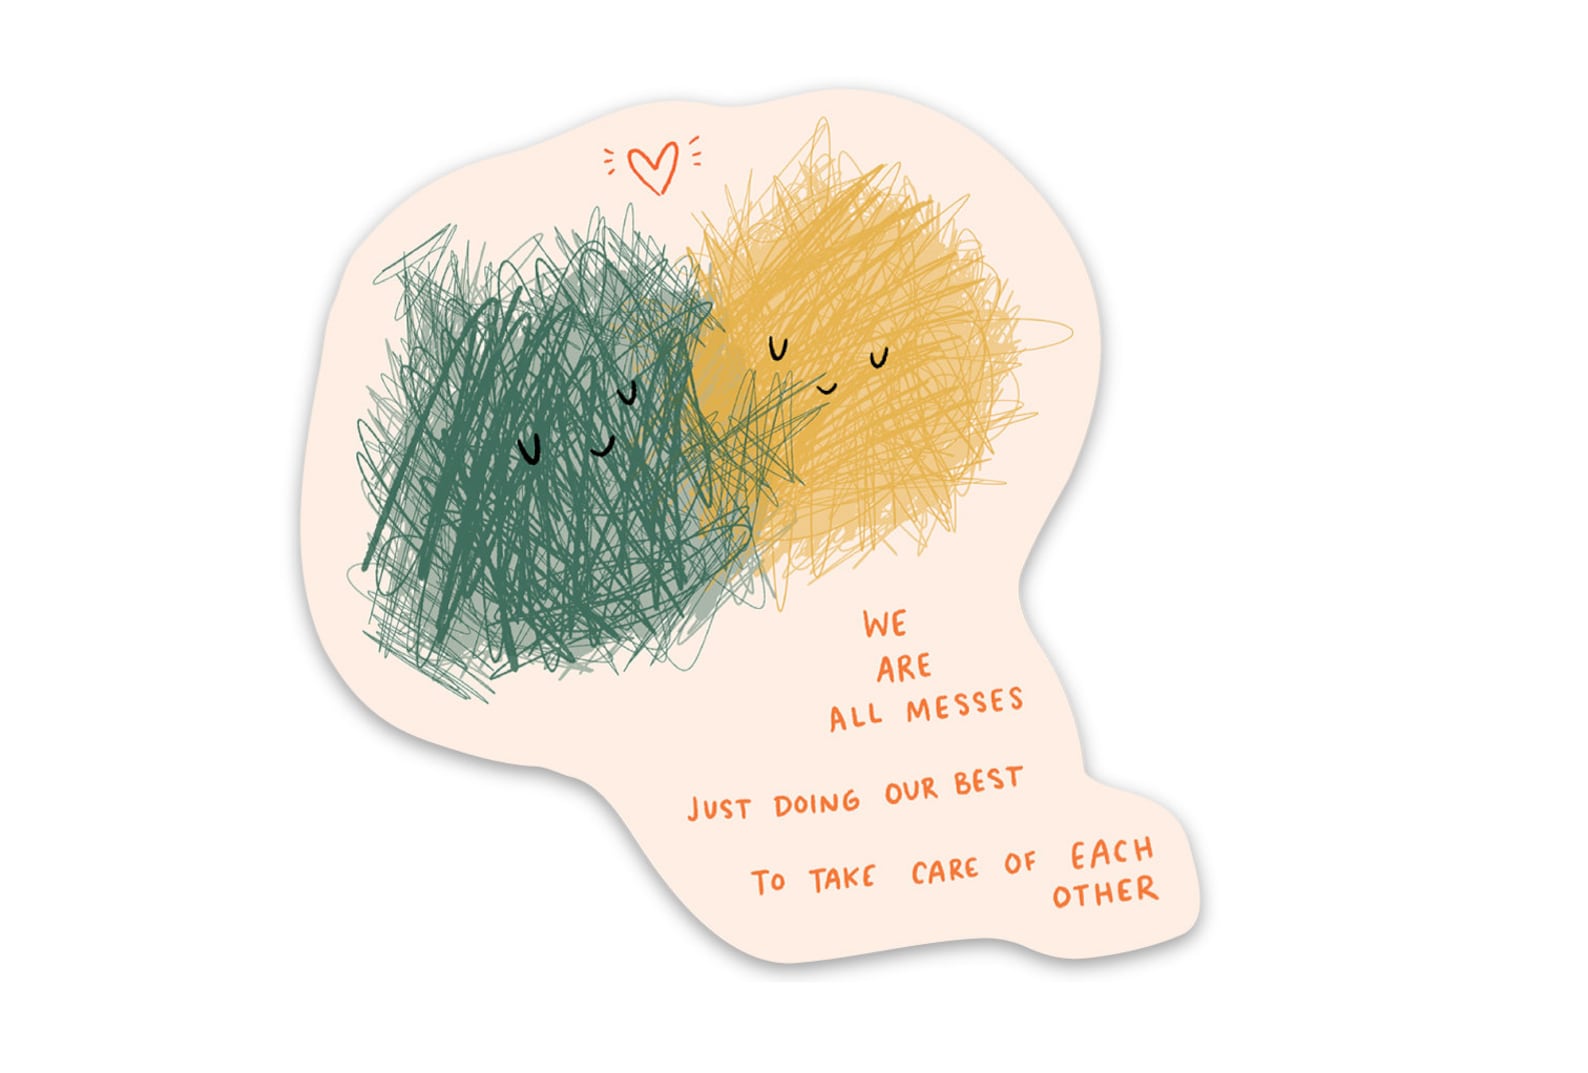 WE
ARE
ALL MESSES
JUST DOING OUR BEST
TO TAKE CARE OF EACH
OTHER